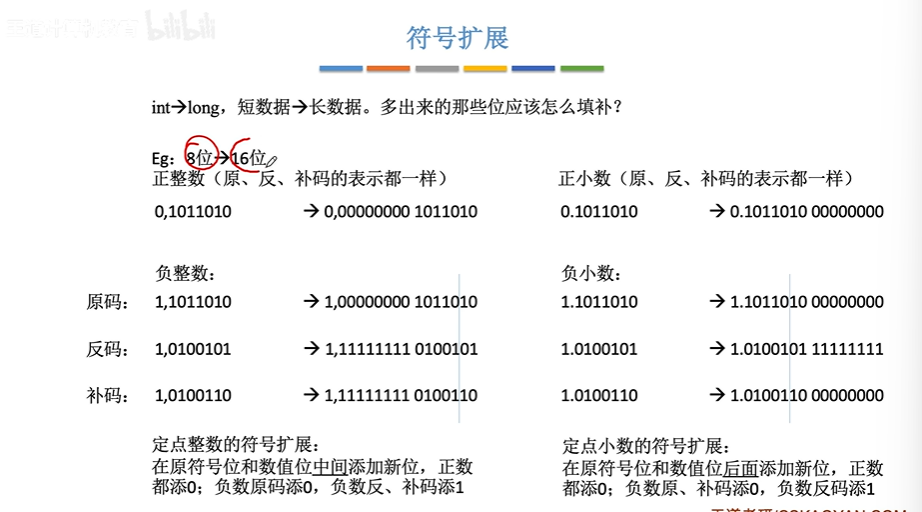 bilibili
符号扩展
int→long，短数据→长数据。多出来的那些位应该怎么填补？
Eg：8位→16位
正整数（原、反、补码的表示都一样）
0,1011010 → 0,00000000 1011010
正小数（原、反、补码的表示都一样）
0.1011010 → 0.1011010 00000000
负整数：
原码： 1,1011010 → 1,00000000 1011010
反码： 1,0100101 → 1,11111111 0100101
补码： 1,0100110 → 1,11111111 0100110
负小数：
1.1011010 → 1.1011010 00000000
1.0100101 → 1.0100101 11111111
1.0100110 → 1.0100110 00000000
定点整数的符号扩展：
在原符号位和数值位中间添加新位，正数
都添0；负数原码添0，负数反、补码添1
定点小数的符号扩展：
在原符号位和数值位后面添加新位，正数
都添0；负数原、补码添0，负数反码添1